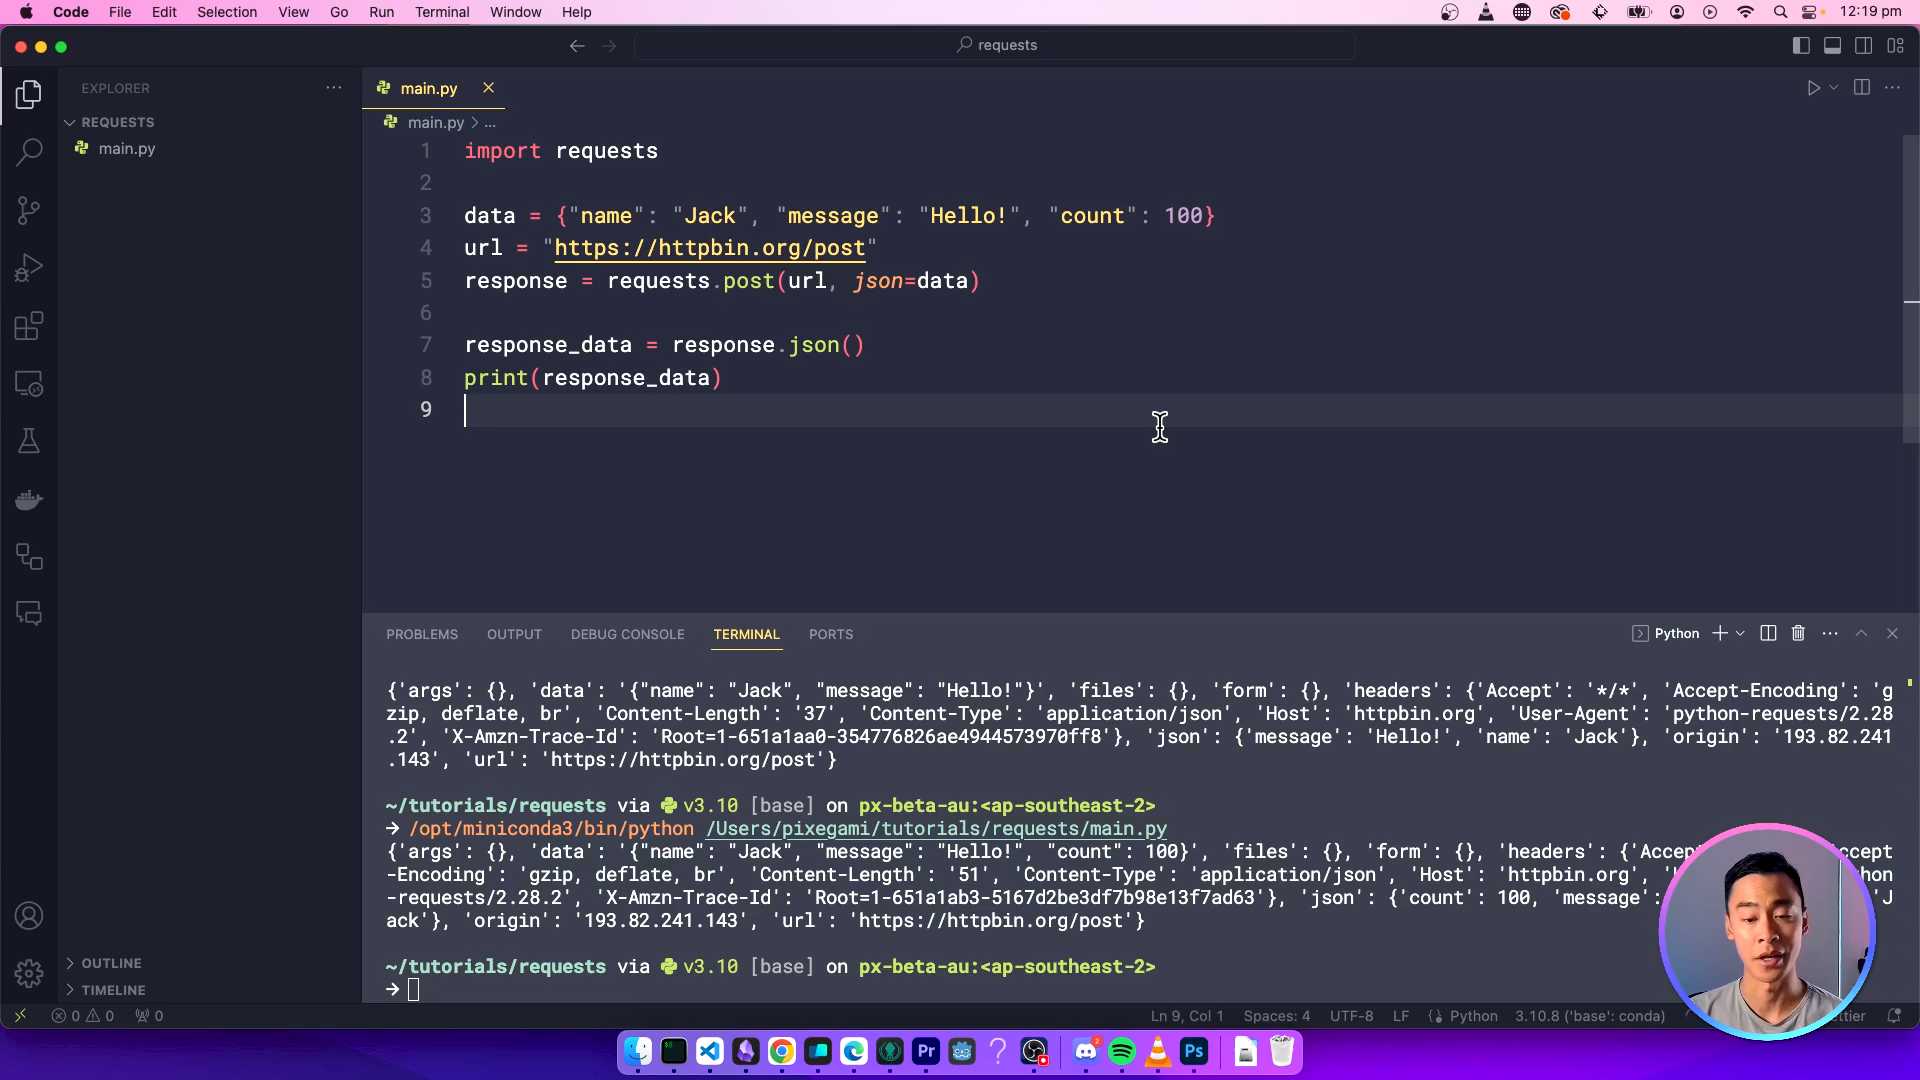 Code File Edit Selection View Go Run Terminal Window Help 12:19 pm
requests
EXPLORER
REQUESTS
main.py
OUTLINE
TIMELINE
main.py
main.py > ...
1 import requests
2
3 data = {"name": "Jack", "message": "Hello!", "count": 100}
4 url = "https://httpbin.org/post"
5 response = requests.post(url, json=data)
6
7 response_data = response.json()
8 print(response_data)
9
PROBLEMS OUTPUT DEBUG CONSOLE TERMINAL PORTS Python
{'args': {}, 'data': '{"name": "Jack", "message": "Hello!"}', 'files': {}, 'form': {}, 'headers': {'Accept': '*/*', 'Accept-Encoding': 'g
zip, deflate, br', 'Content-Length': '37', 'Content-Type': 'application/json', 'Host': 'httpbin.org', 'User-Agent': 'python-requests/2.28
.2', 'X-Amzn-Trace-Id': 'Root=1-651a1aa0-354776826ae4944573970ff8'}, 'json': {'message': 'Hello!', 'name': 'Jack'}, 'origin': '193.82.241
.143', 'url': 'https://httpbin.org/post'}
~/tutorials/requests via v3.10 [base] on px-beta-au:<ap-southeast-2>
→ /opt/miniconda3/bin/python /Users/pixegami/tutorials/requests/main.py
{'args': {}, 'data': '{"name": "Jack", "message": "Hello!", "count": 100}', 'files': {}, 'form': {}, 'headers': {'Accep ccept
-Encoding': 'gzip, deflate, br', 'Content-Length': '51', 'Content-Type': 'application/json', 'Host': 'httpbin.org', hon
-requests/2.28.2', 'X-Amzn-Trace-Id': 'Root=1-651a1ab3-5167d2be3df7b98e13f7ad63'}, 'json': {'count': 100, 'message': 'J
ack'}, 'origin': '193.82.241.143', 'url': 'https://httpbin.org/post'}
~/tutorials/requests via v3.10 [base] on px-beta-au:<ap-southeast-2>
→
0 0 0 Ln 9, Col 1 Spaces: 4 UTF-8 LF Python 3.10.8 ('base': conda) ettier
Pr Ps